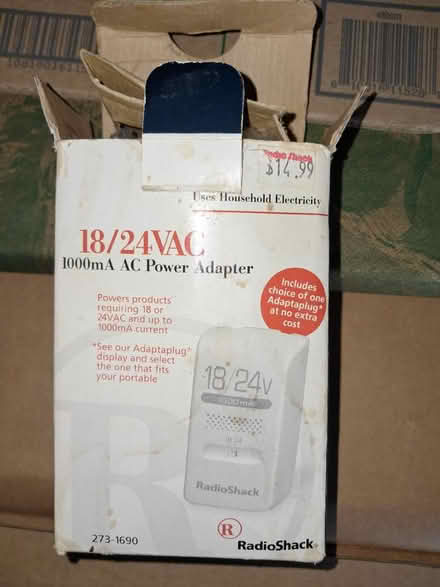 ethan
Radio Shack
$14.99
Uses Household Electricity
18/24VAC
1000mA AC Power Adapter
Includes
choice of one
Adaptaplug*
at no extra
cost
Powers products
requiring 18 or
24VAC and up to
1000mA current
*See our Adaptaplug*
display and select
the one that fits
your portable
18/24V
1000mA
RadioShack
R
273-1690
RadioShack